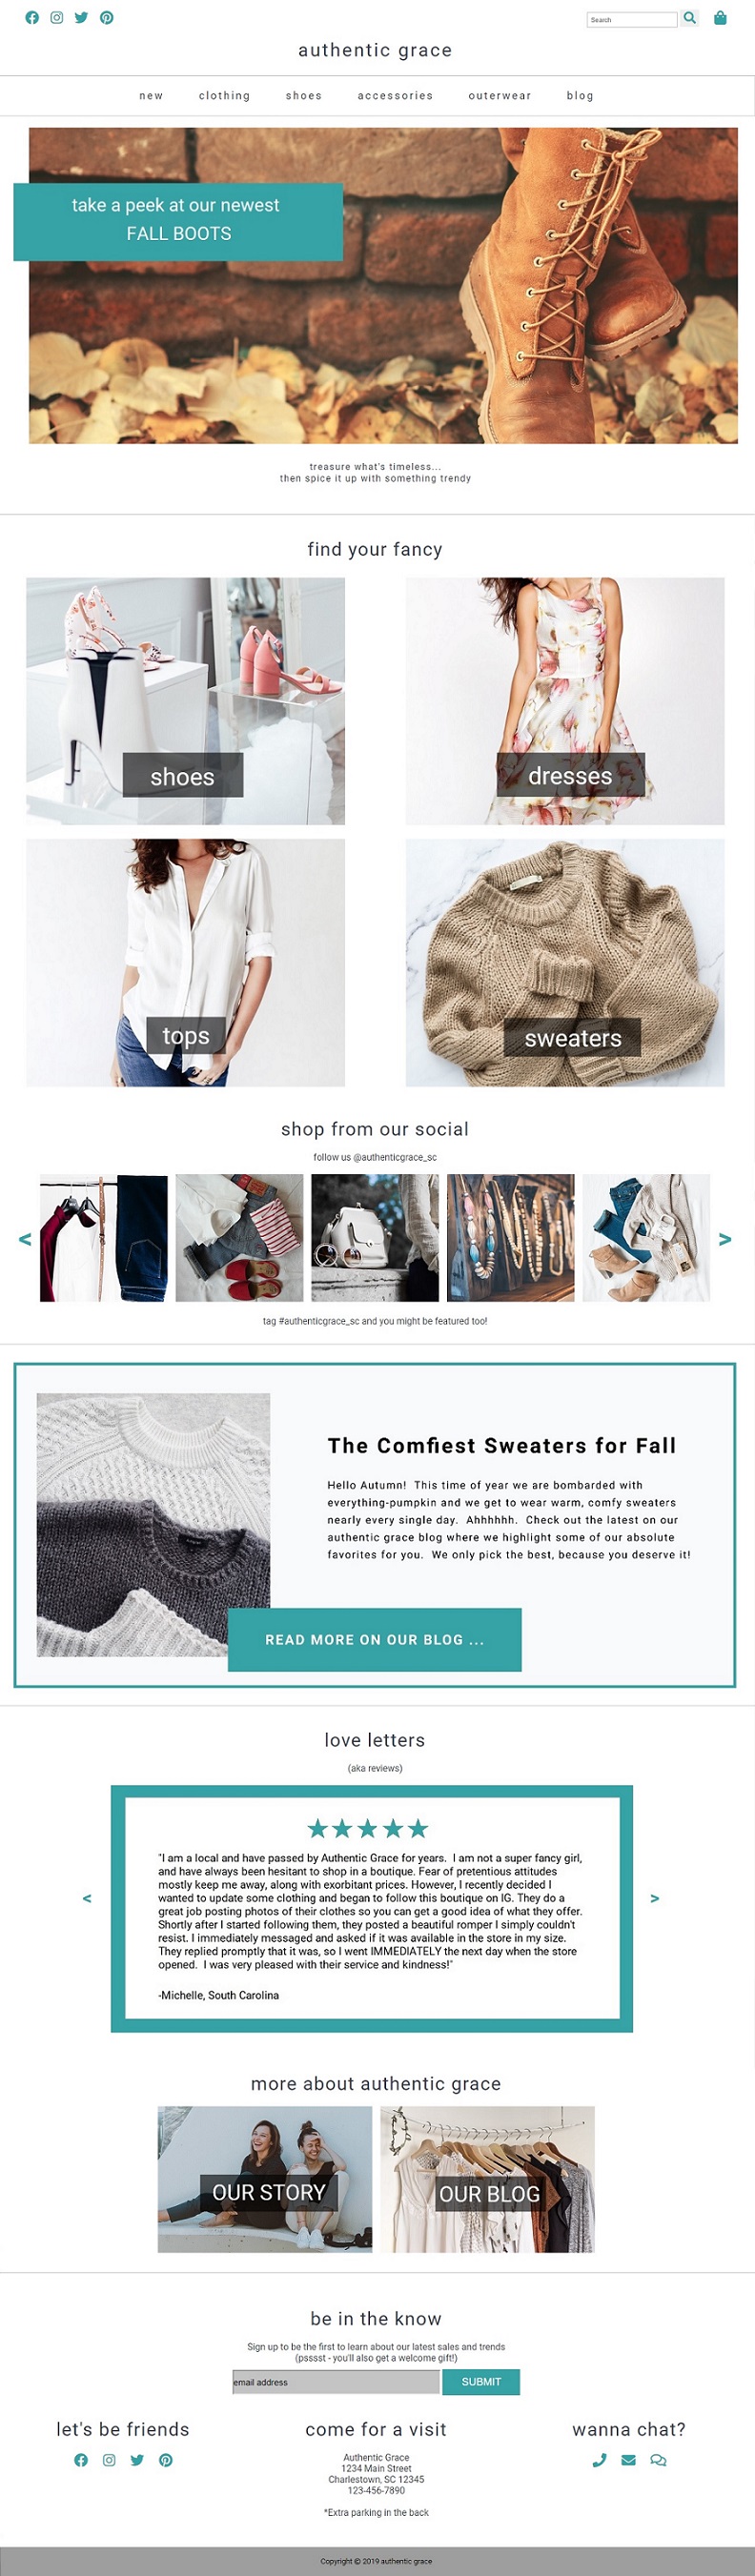 Search
authentic grace
new clothing shoes accessories outerwear blog
take a peek at our newest
FALL BOOTS
treasure what's timeless...
then spice it up with something trendy
find your fancy
shoes
dresses
tops
sweaters
shop from our social
follow us @authenticgrace_sc
< >
tag #authenticgrace_sc and you might be featured too!
The Comfiest Sweaters for Fall
Hello Autumn!  This time of year we are bombarded with
everything-pumpkin and we get to wear warm, comfy sweaters
nearly every single day.  Ahhhhhh.  Check out the latest on our
authentic grace blog where we highlight some of our absolute
favorites for you.  We only pick the best, because you deserve it!
READ MORE ON OUR BLOG ...
love letters
(aka reviews)
"I am a local and have passed by Authentic Grace for years.  I am not a super fancy girl,
and have always been hesitant to shop in a boutique. Fear of pretentious attitudes
mostly keep me away, along with exorbitant prices. However, I recently decided I
wanted to update some clothing and began to follow this boutique on IG. They do a
great job posting photos of their clothes so you can get a good idea of what they offer.
Shortly after I started following them, they posted a beautiful romper I simply couldn't
resist. I immediately messaged and asked if it was available in the store in my size.
They replied promptly that it was, so I went IMMEDIATELY the next day when the store
opened.  I was very pleased with their service and kindness!"
-Michelle, South Carolina
< >
more about authentic grace
OUR STORY
OUR BLOG
be in the know
Sign up to be the first to learn about our latest sales and trends
(psssst - you'll also get a welcome gift!)
email address
SUBMIT
let's be friends
come for a visit
Authentic Grace
1234 Main Street
Charlestown, SC 12345
123-456-7890
*Extra parking in the back
wanna chat?
Copyright © 2019 authentic grace